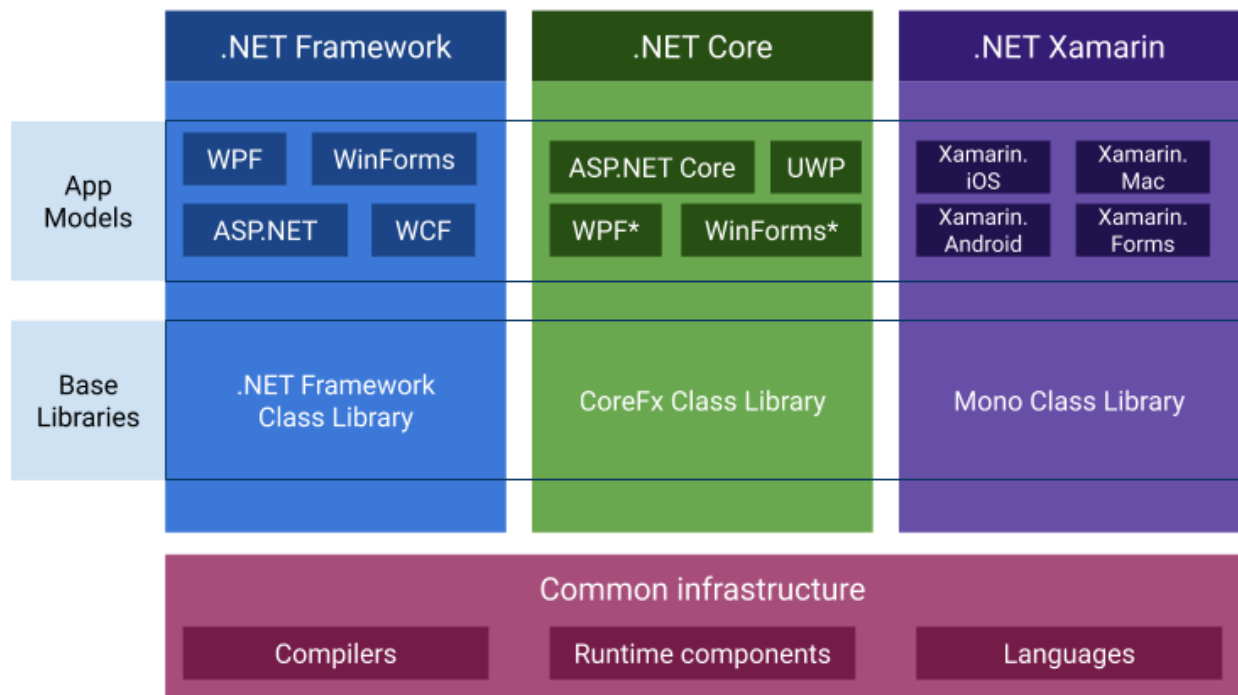 .NET Framework
.NET Core
.NET Xamarin
App
Models
WPF
WinForms
ASP.NET
WCF
ASP.NET Core
UWP
WPF*
WinForms*
Xamarin.
iOS
Xamarin.
Mac
Xamarin.
Android
Xamarin.
Forms
Base
Libraries
.NET Framework
Class Library
CoreFx Class Library
Mono Class Library
Common infrastructure
Compilers
Runtime components
Languages